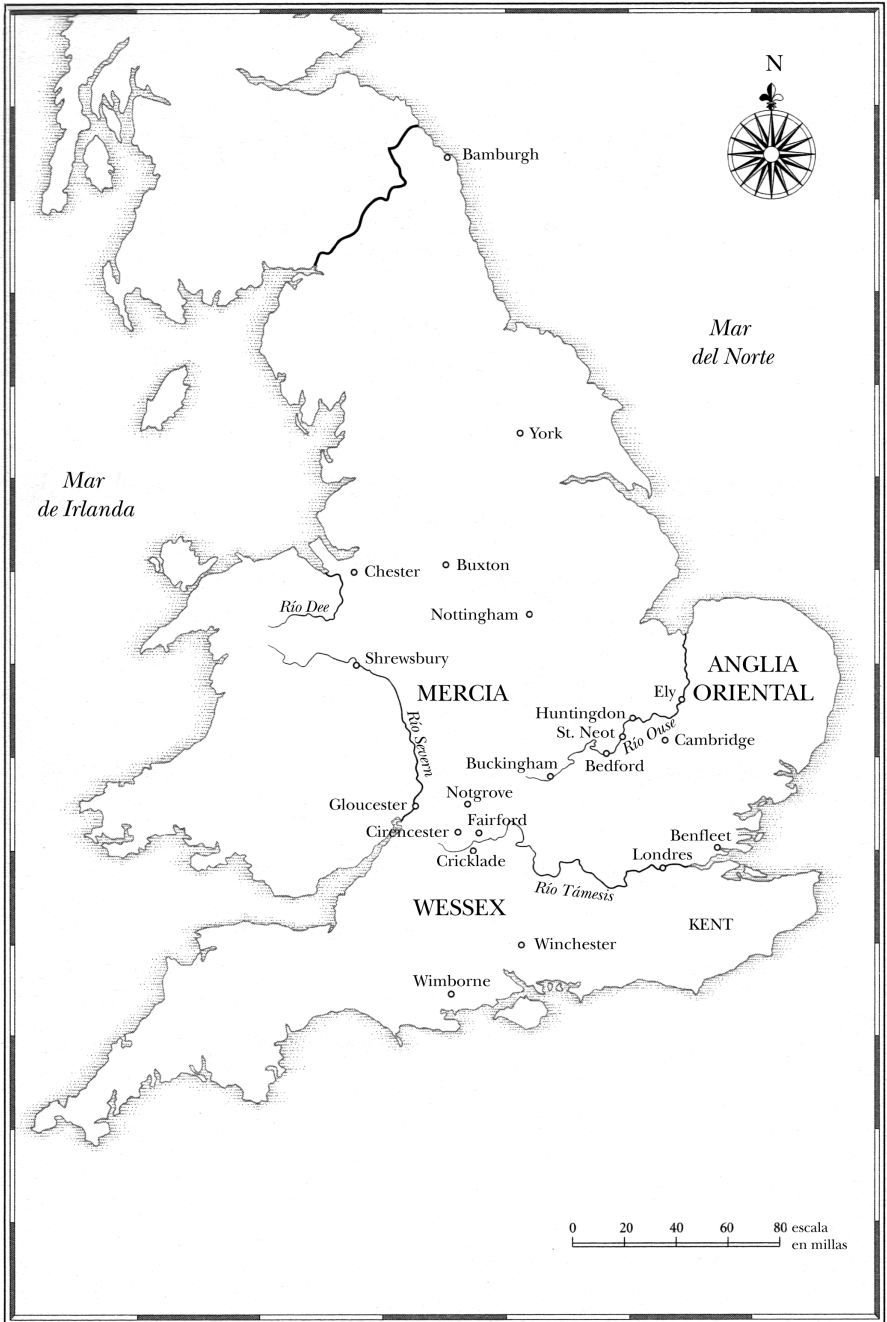 N
Bamburgh
Mar
del Norte
York
Mar
de Irlanda
Chester
Buxton
Río Dee
Nottingham
Shrewsbury
MERCIA
ANGLIA
ORIENTAL
Ely
Huntingdon
St. Neot
Río Ouse
Cambridge
Río Severn
Buckingham
Bedford
Notgrove
Gloucester
Fairford
Cirencester
Benfleet
Cricklade
Londres
Río Támesis
WESSEX
KENT
Winchester
Wimborne
0 20 40 60 80 escala
en millas